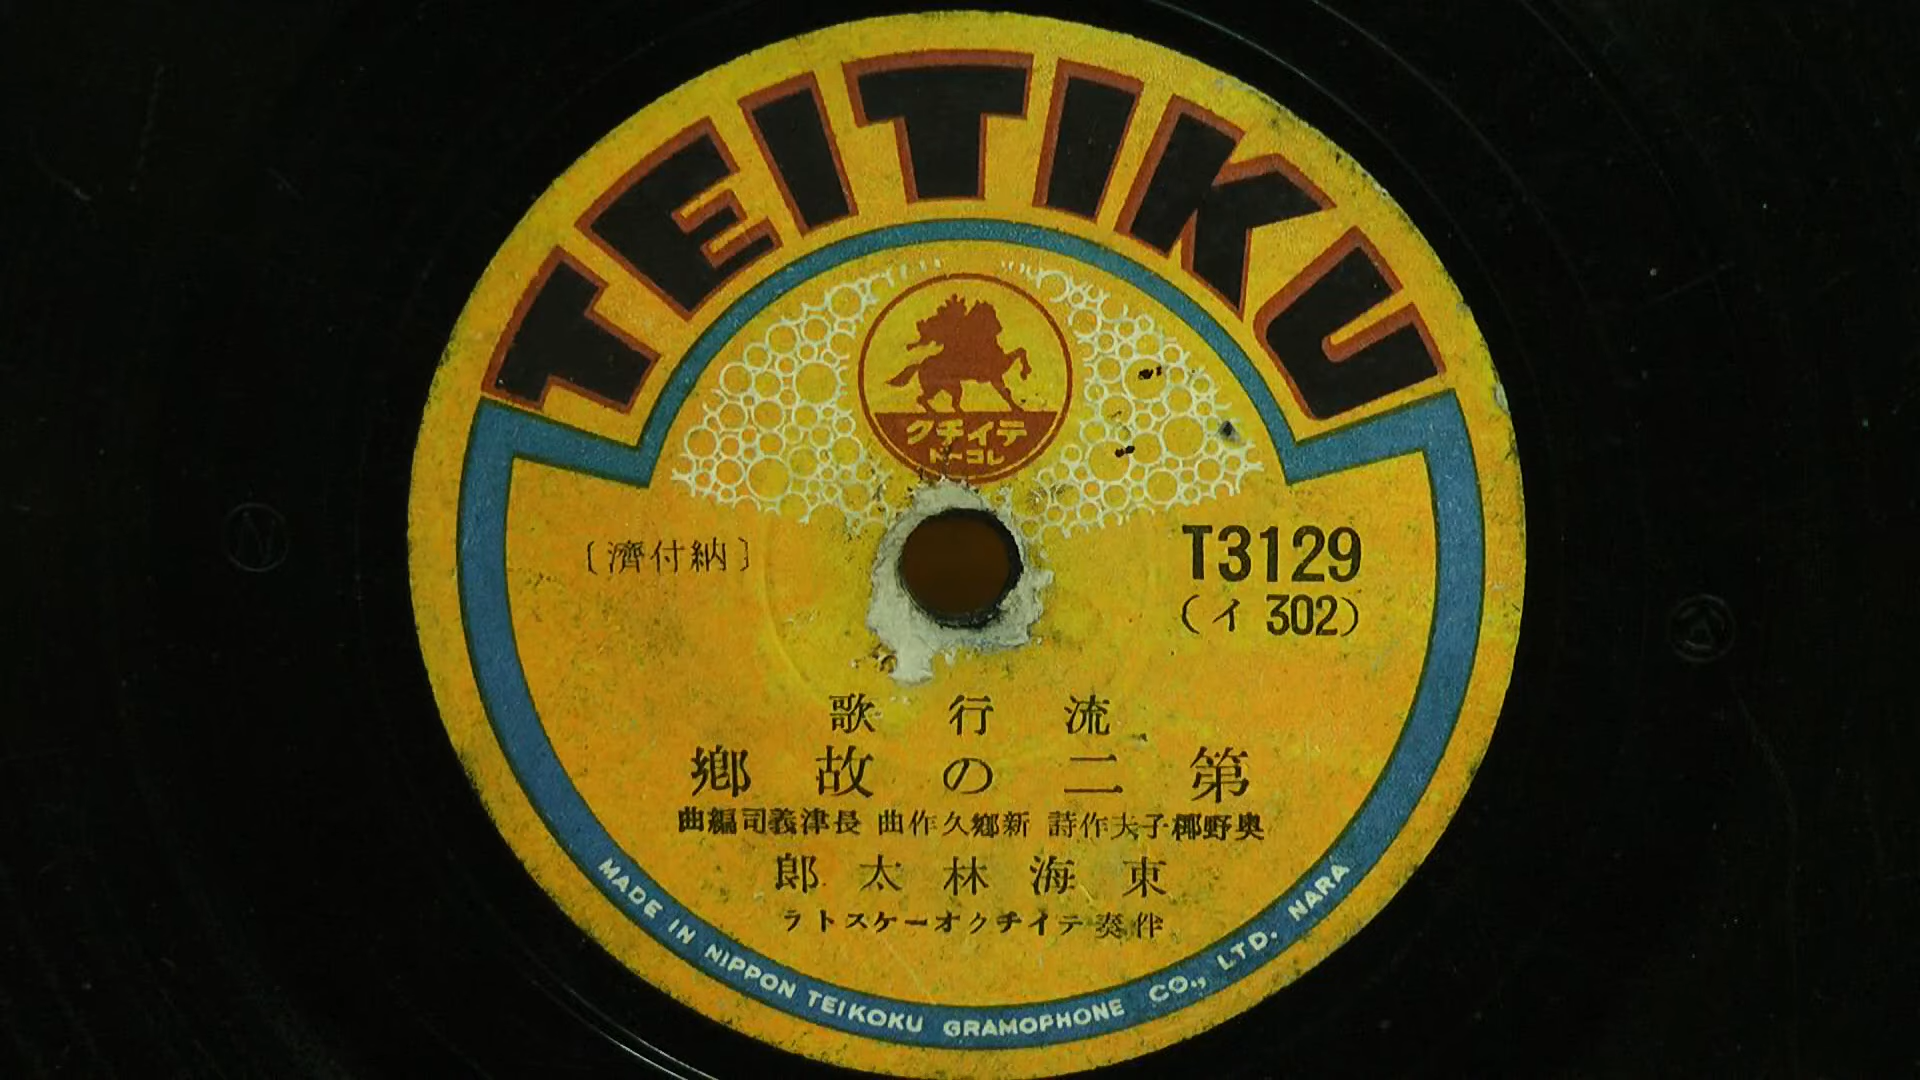 TEITIKU
テイチク
レコード
〔納付濟〕
T3129
(イ 302)
流行歌
第二の故鄕
奥野椰子夫作詩 新鄕久作曲 長津義司編曲
東海林太郎
伴奏 テイチクオーケストラ
MADE IN NIPPON TEIKOKU GRAMOPHONE CO., LTD. NARA